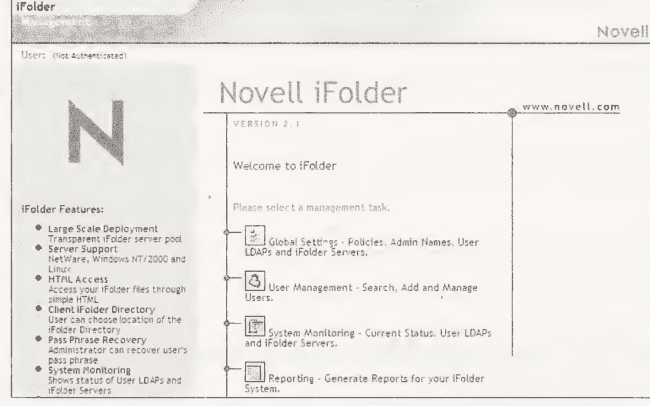 iFolder
Management
Novell
User: (Not Authenticated)
N
Novell iFolder
www.novell.com
VERSION 2.1
Welcome to iFolder
Please select a management task.
iFolder Features:
Large Scale Deployment
Transparent iFolder server pool
Server Support
NetWare, Windows NT/2000 and
Linux
HTML Access
Access your iFolder files through
simple HTML
Client iFolder Directory
User can choose location of the
iFolder Directory
Pass Phrase Recovery
Administrator can recover user's
pass phrase
System Monitoring
Shows status of User LDAPs and
iFolder Servers
Global Settings - Policies, Admin Names, User
LDAPs and iFolder Servers.
User Management - Search, Add and Manage
Users.
System Monitoring - Current Status, User LDAPs
and iFolder Servers.
Reporting - Generate Reports for your iFolder
System.